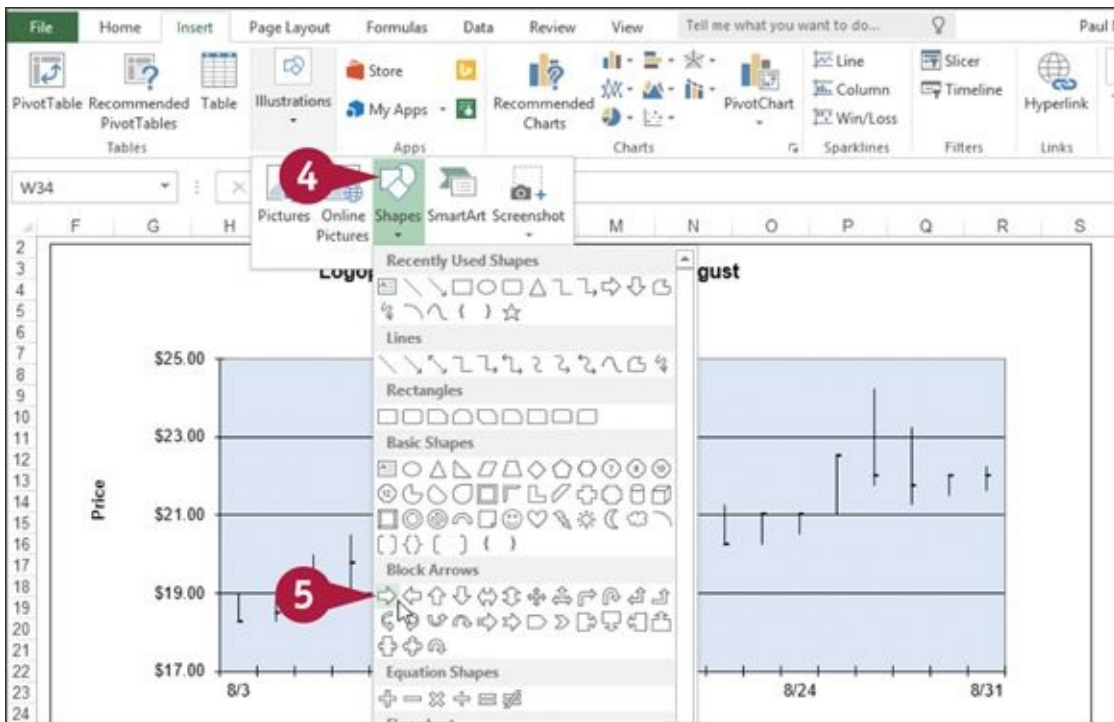 File Home Insert Page Layout Formulas Data Review View Tell me what you want to do... Paul
PivotTable Recommended PivotTables Table Illustrations Store My Apps Recommended Charts PivotChart Line Column Win/Loss Slicer Timeline Hyperlink
Tables Apps Charts Sparklines Filters Links
W34
4
Pictures Online Pictures Shapes SmartArt Screenshot
F G H M N O P Q R S
Recently Used Shapes
gust
Lines
$25.00
Rectangles
$23.00
Basic Shapes
Price
$21.00
Block Arrows
5
$19.00
Equation Shapes
$17.00
8/3 8/24 8/31
2
3
4
5
6
7
8
9
10
11
12
13
14
15
16
17
18
19
20
21
22
23
24